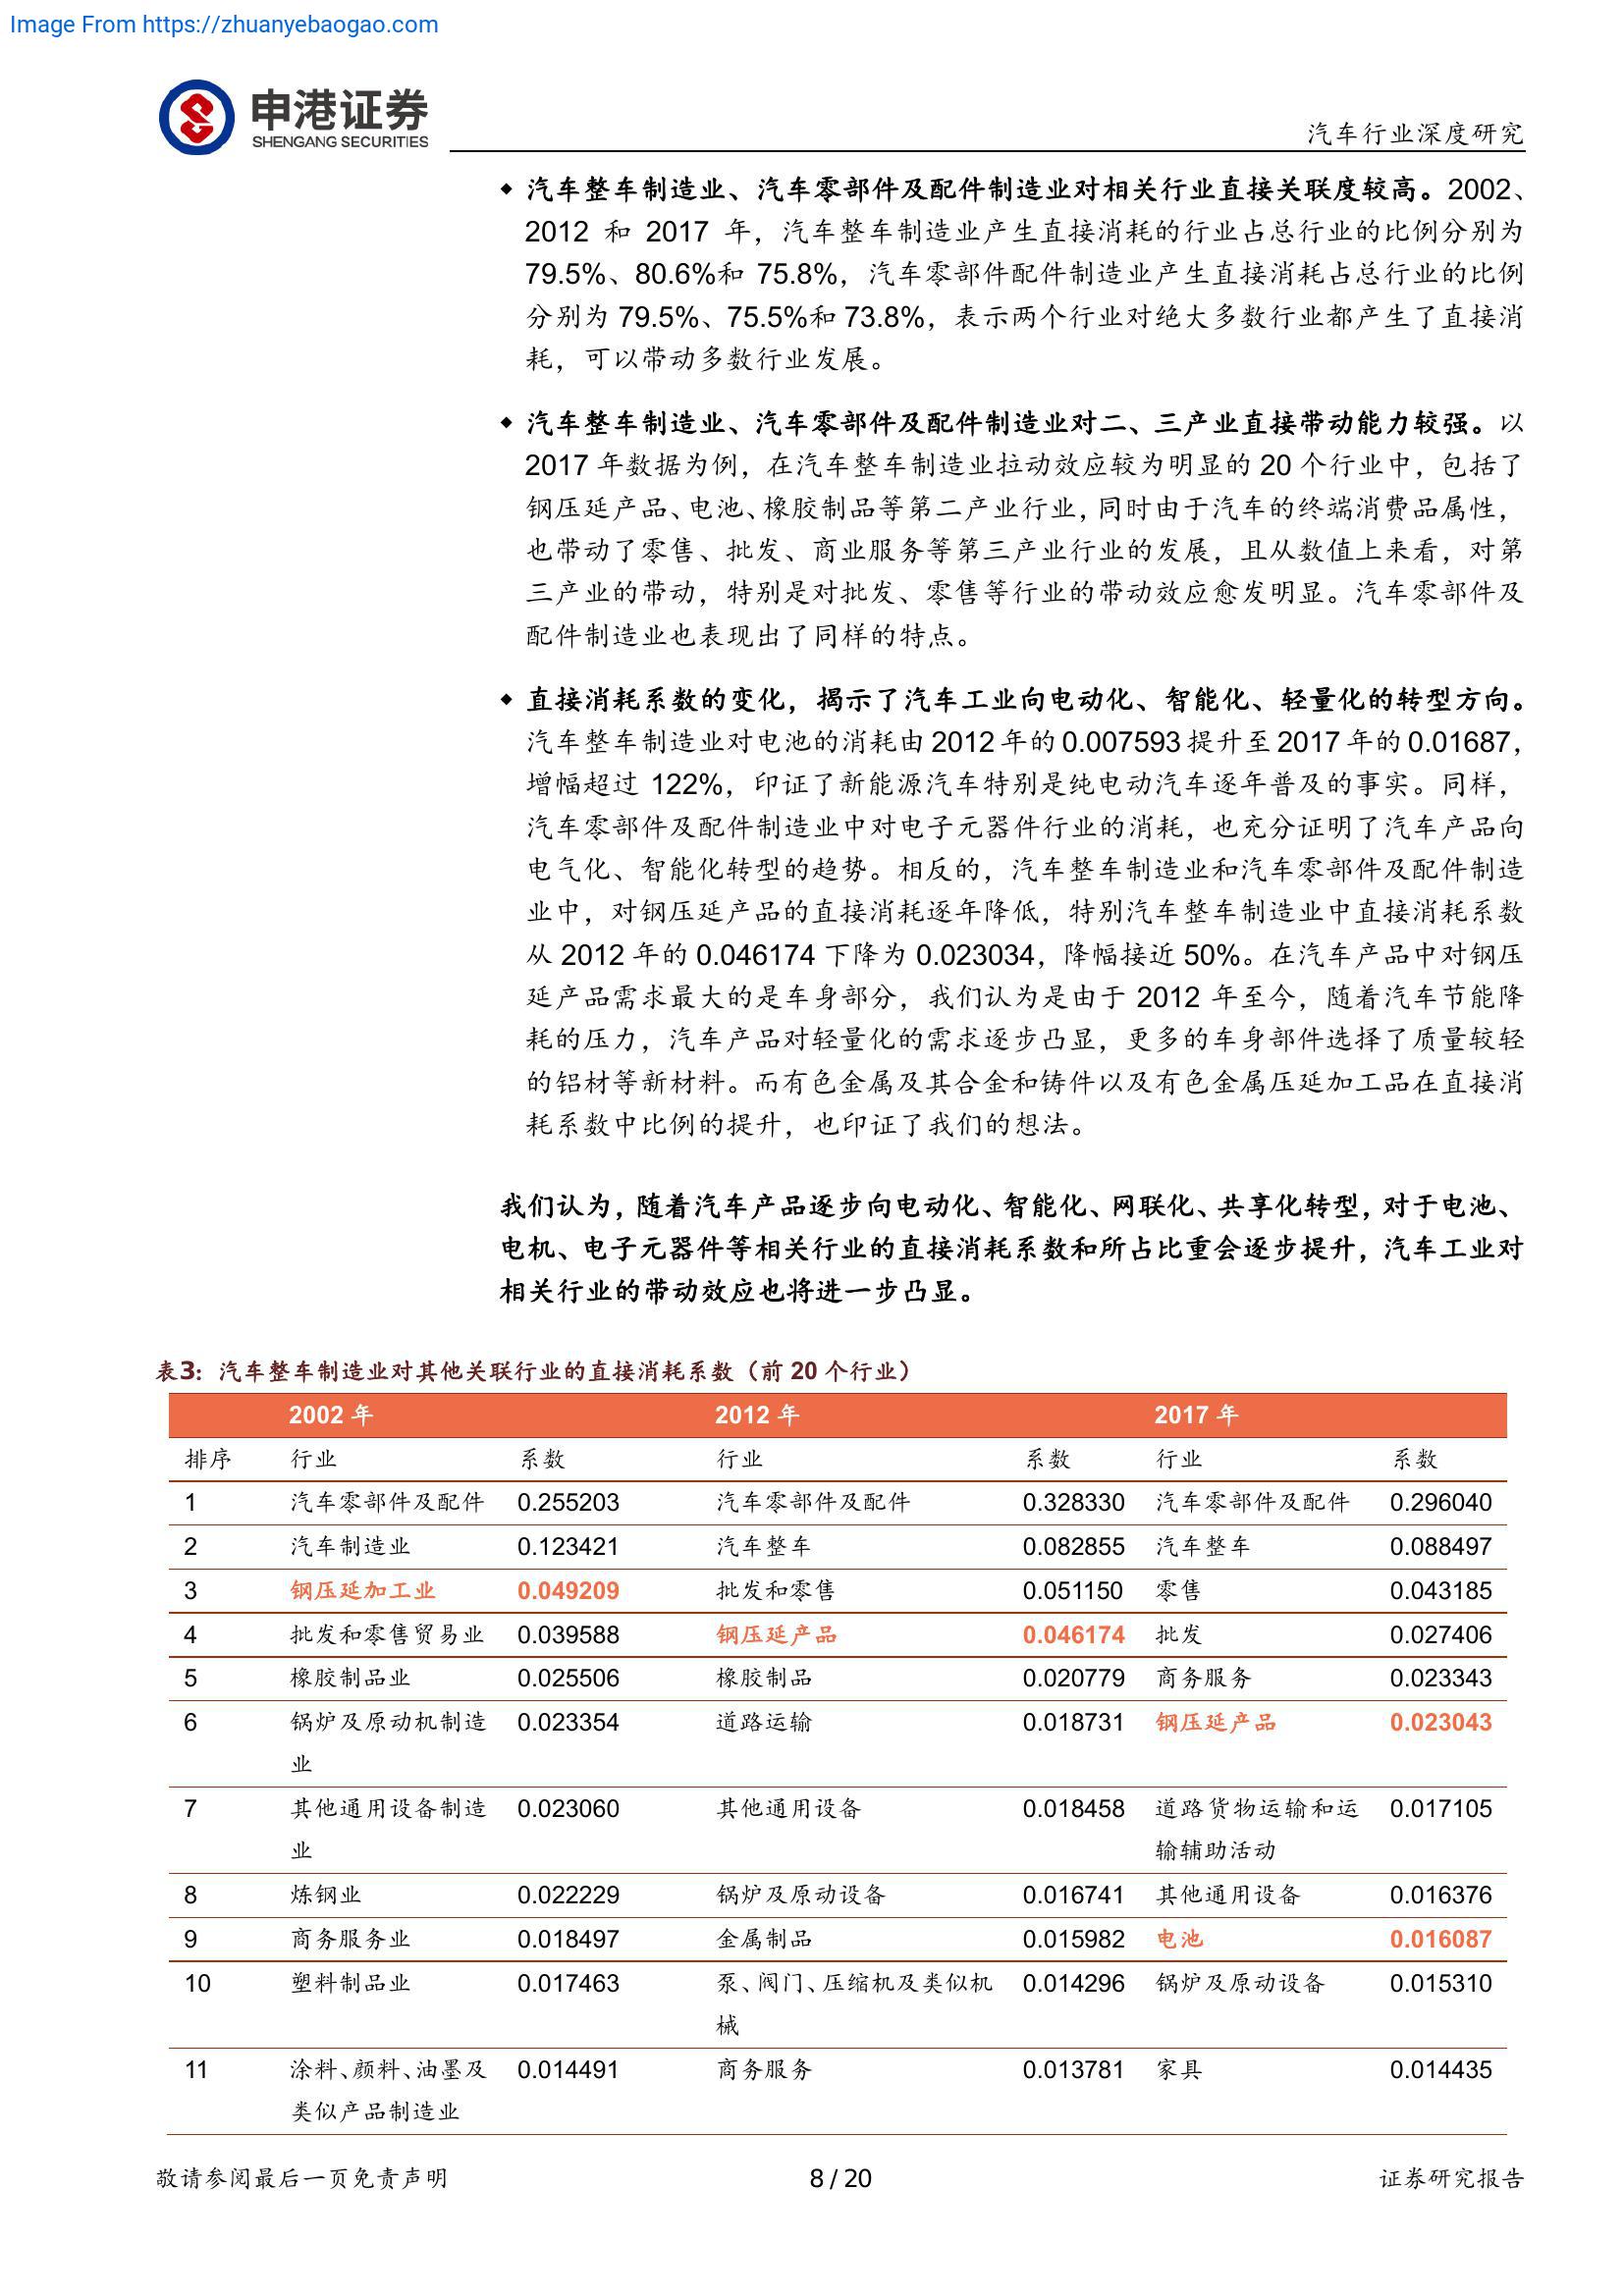 Image From https://zhuanyebaogao.com
申港证券
SHENGANG SECURITIES
汽车行业深度研究
◆ 汽车整车制造业、汽车零部件及配件制造业对相关行业直接关联度较高。2002、
2012 和 2017 年，汽车整车制造业产生直接消耗的行业占总行业的比例分别为
79.5%、80.6%和 75.8%，汽车零部件配件制造业产生直接消耗占总行业的比例
分别为 79.5%、75.5%和 73.8%，表示两个行业对绝大多数行业都产生了直接消
耗，可以带动多数行业发展。
◆ 汽车整车制造业、汽车零部件及配件制造业对二、三产业直接带动能力较强。以
2017 年数据为例，在汽车整车制造业拉动效应较为明显的 20 个行业中，包括了
钢压延产品、电池、橡胶制品等第二产业行业，同时由于汽车的终端消费品属性，
也带动了零售、批发、商业服务等第三产业行业的发展，且从数值上来看，对第
三产业的带动，特别是对批发、零售等行业的带动效应愈发明显。汽车零部件及
配件制造业也表现出了同样的特点。
◆ 直接消耗系数的变化，揭示了汽车工业向电动化、智能化、轻量化的转型方向。
汽车整车制造业对电池的消耗由 2012 年的 0.007593 提升至 2017 年的 0.01687，
增幅超过 122%，印证了新能源汽车特别是纯电动汽车逐年普及的事实。同样，
汽车零部件及配件制造业中对电子元器件行业的消耗，也充分证明了汽车产品向
电气化、智能化转型的趋势。相反的，汽车整车制造业和汽车零部件及配件制造
业中，对钢压延产品的直接消耗逐年降低，特别汽车整车制造业中直接消耗系数
从 2012 年的 0.046174 下降为 0.023034，降幅接近 50%。在汽车产品中对钢压
延产品需求最大的是车身部分，我们认为是由于 2012 年至今，随着汽车节能降
耗的压力，汽车产品对轻量化的需求逐步凸显，更多的车身部件选择了质量较轻
的铝材等新材料。而有色金属及其合金和铸件以及有色金属压延加工品在直接消
耗系数中比例的提升，也印证了我们的想法。
我们认为，随着汽车产品逐步向电动化、智能化、网联化、共享化转型，对于电池、
电机、电子元器件等相关行业的直接消耗系数和所占比重会逐步提升，汽车工业对
相关行业的带动效应也将进一步凸显。
表3：汽车整车制造业对其他关联行业的直接消耗系数（前 20 个行业）
2002 年 2012 年 2017 年
排序 行业 系数 行业 系数 行业 系数
1 汽车零部件及配件 0.255203 汽车零部件及配件 0.328330 汽车零部件及配件 0.296040
2 汽车制造业 0.123421 汽车整车 0.082855 汽车整车 0.088497
3 钢压延加工业 0.049209 批发和零售 0.051150 零售 0.043185
4 批发和零售贸易业 0.039588 钢压延产品 0.046174 批发 0.027406
5 橡胶制品业 0.025506 橡胶制品 0.020779 商务服务 0.023343
6 锅炉及原动机制造 0.023354 道路运输 0.018731 钢压延产品 0.023043
业
7 其他通用设备制造 0.023060 其他通用设备 0.018458 道路货物运输和运 0.017105
业 输辅助活动
8 炼钢业 0.022229 锅炉及原动设备 0.016741 其他通用设备 0.016376
9 商务服务业 0.018497 金属制品 0.015982 电池 0.016087
10 塑料制品业 0.017463 泵、阀门、压缩机及类似机 0.014296 锅炉及原动设备 0.015310
械
11 涂料、颜料、油墨及 0.014491 商务服务 0.013781 家具 0.014435
类似产品制造业
敬请参阅最后一页免责声明 8 / 20 证券研究报告